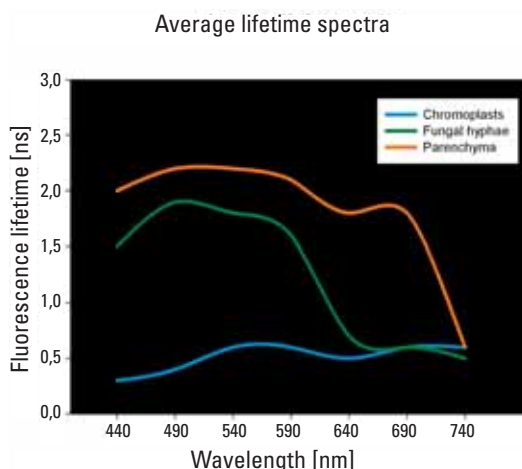 Average lifetime spectra
Fluorescence lifetime [ns]
3,0
2,5
2,0
1,5
1,0
0,5
0,0
Chromoplasts
Fungal hyphae
Parenchyma
440 490 540 590 640 690 740
Wavelength [nm]